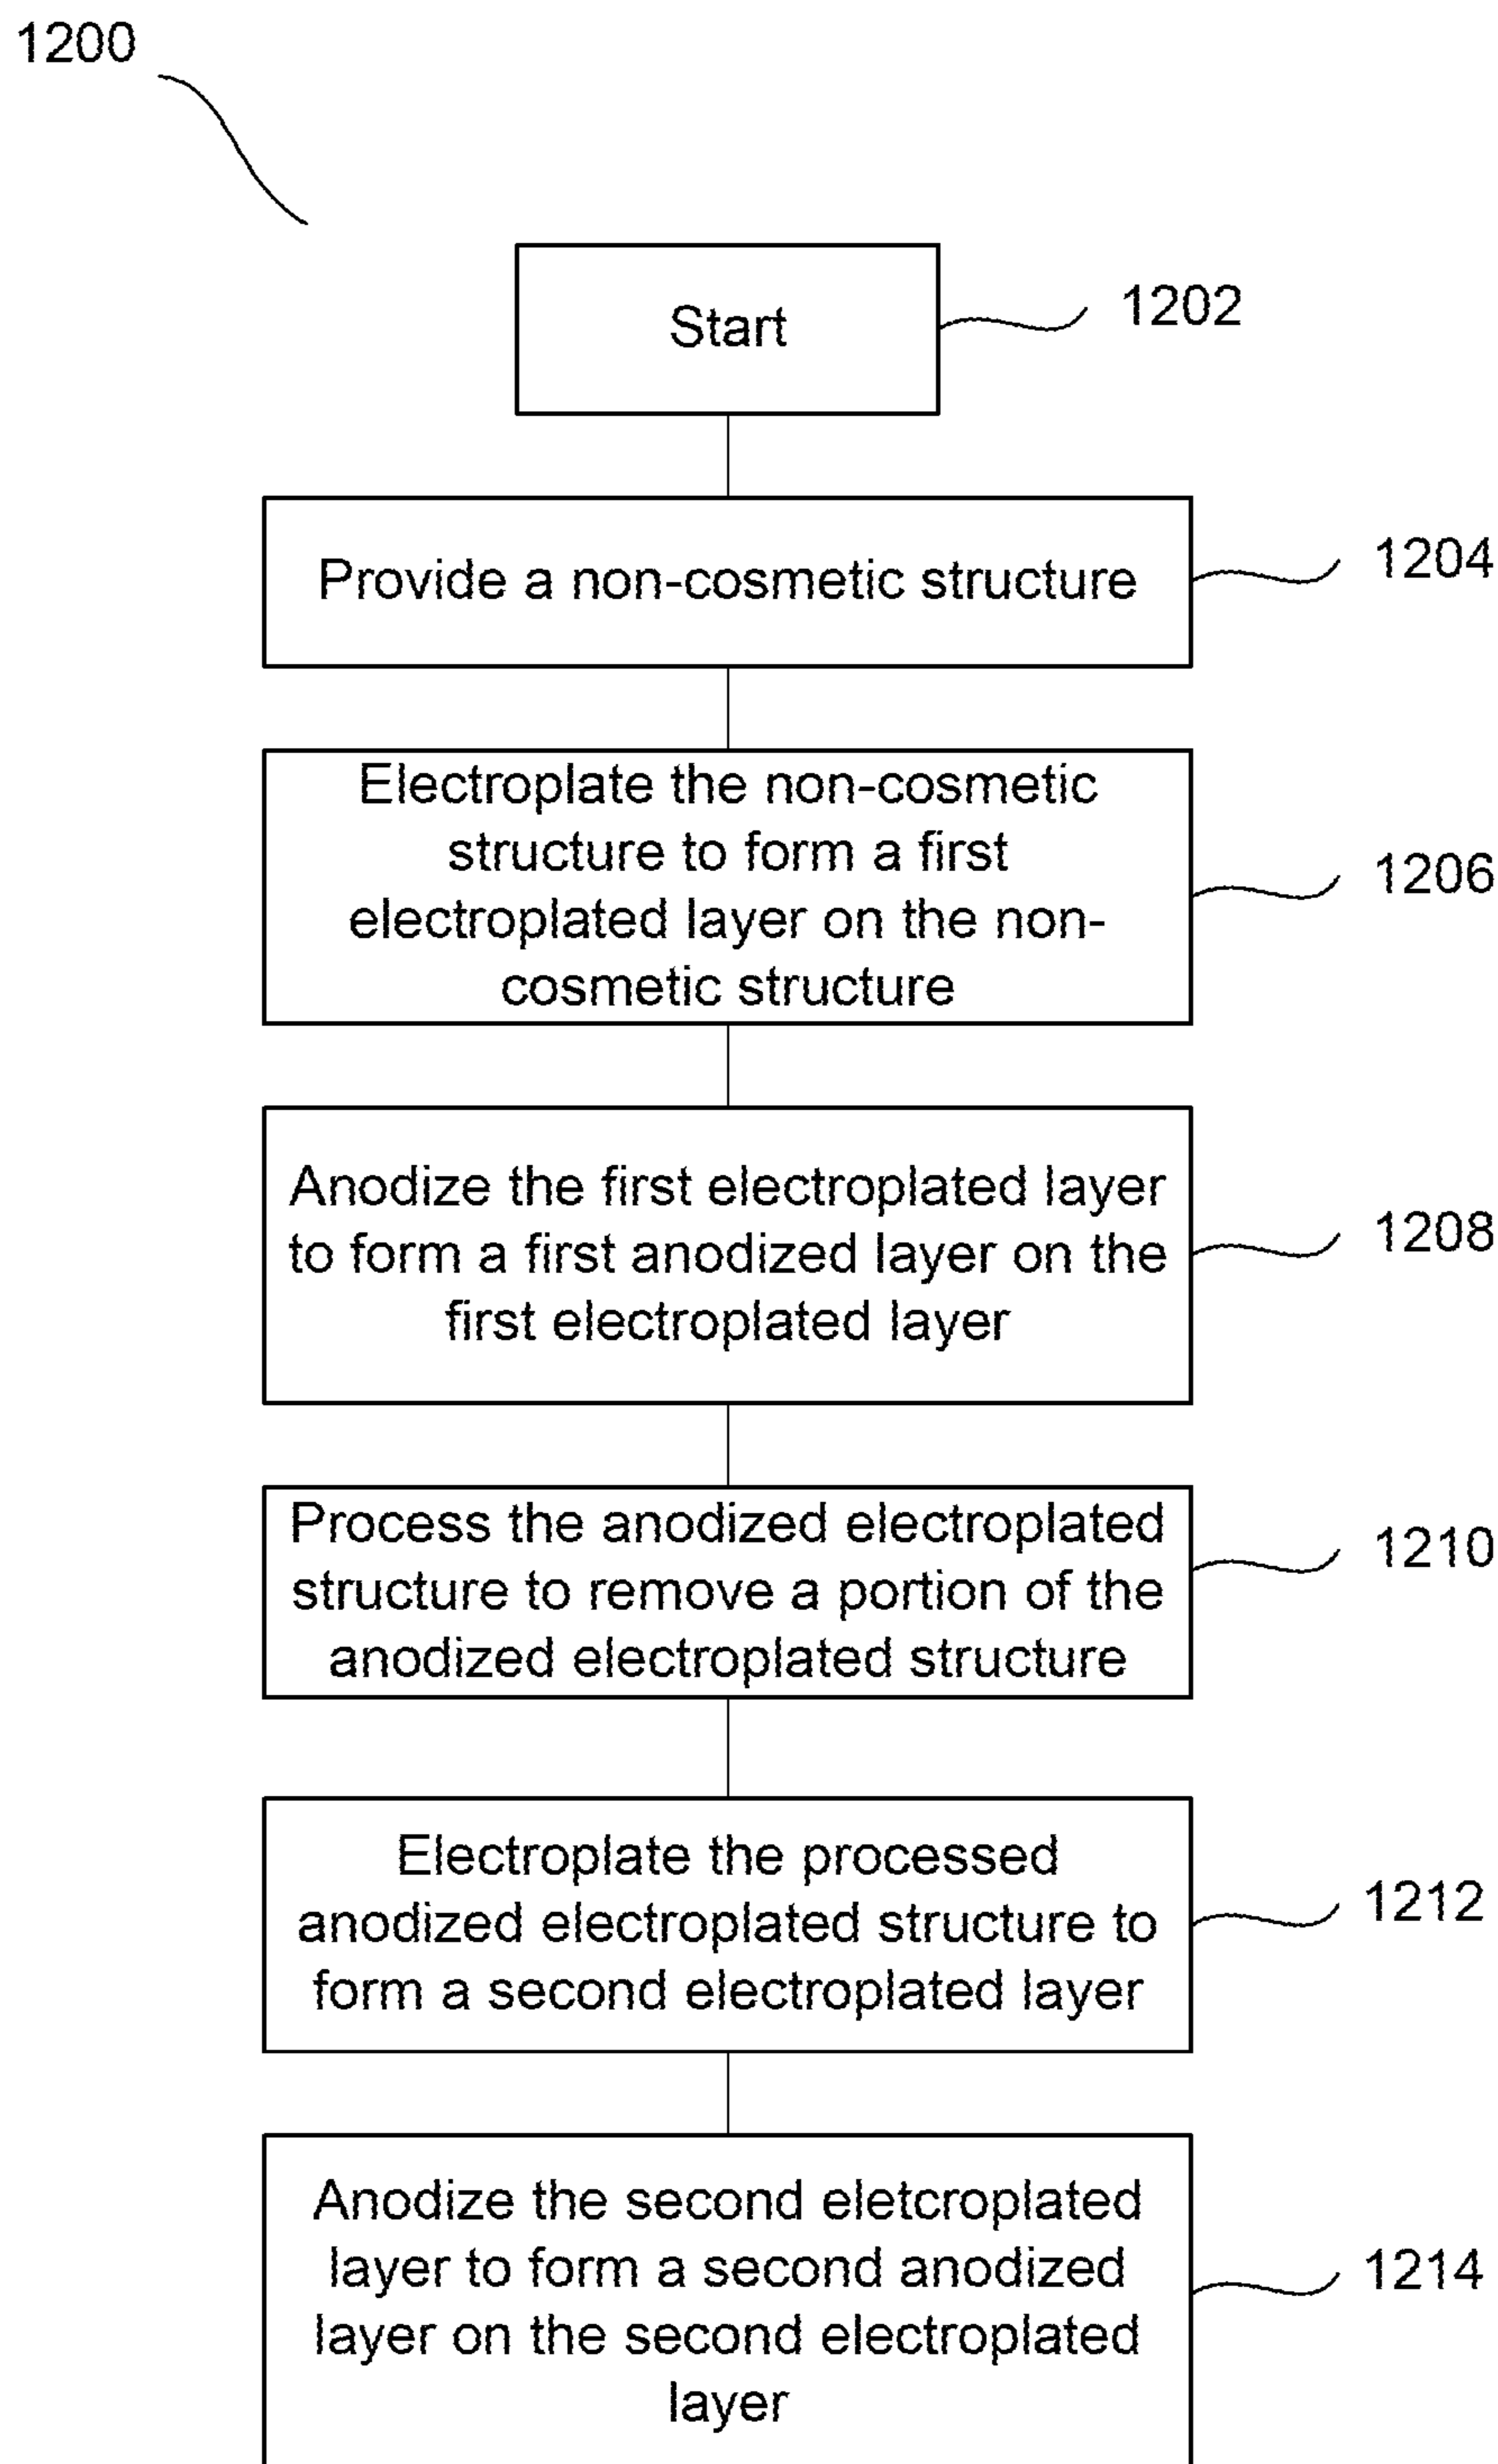 1200
Start
1202
Provide a non-cosmetic structure
1204
Electroplate the non-cosmetic
structure to form a first
electroplated layer on the non-
cosmetic structure
1206
Anodize the first electroplated layer
to form a first anodized layer on the
first electroplated layer
1208
Process the anodized electroplated
structure to remove a portion of the
anodized electroplated structure
1210
Electroplate the processed
anodized electroplated structure to
form a second electroplated layer
1212
Anodize the second eletcroplated
layer to form a second anodized
layer on the second electroplated
layer
1214